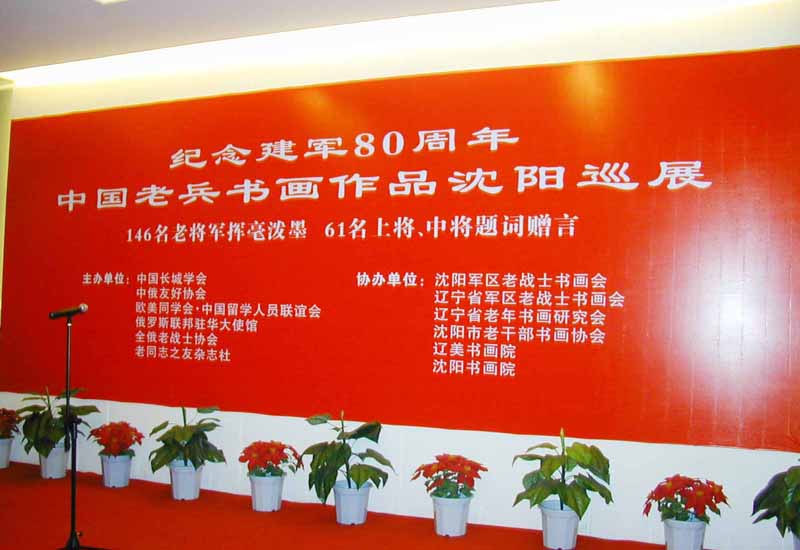 纪念建军80周年
中国老兵书画作品沈阳巡展
146名老将军挥毫泼墨 61名上将、中将题词赠言
主办单位：中国长城学会
中俄友好协会
欧美同学会·中国留学人员联谊会
俄罗斯联邦驻华大使馆
全俄老战士协会
老同志之友杂志社
协办单位：沈阳军区老战士书画会
辽宁省军区老战士书画会
辽宁省老年书画研究会
沈阳市老干部书画协会
辽美书画院
沈阳书画院